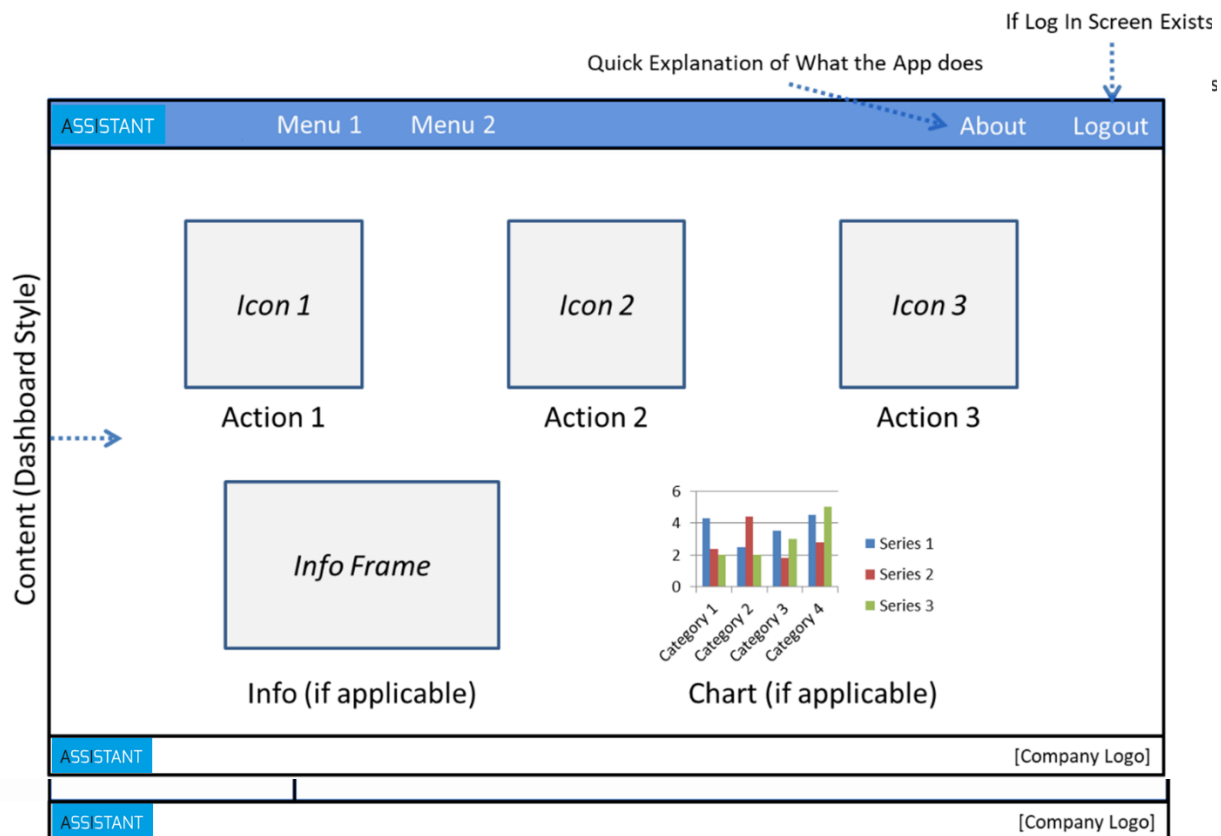 If Log In Screen Exists
Quick Explanation of What the App does
s
ASSISTANT Menu 1 Menu 2 About Logout
Content (Dashboard Style)
Icon 1 Icon 2 Icon 3
Action 1 Action 2 Action 3
Info Frame
6
4
2
0
Category 1 Category 2 Category 3 Category 4
Series 1
Series 2
Series 3
Info (if applicable) Chart (if applicable)
ASSISTANT [Company Logo]
ASSISTANT [Company Logo]